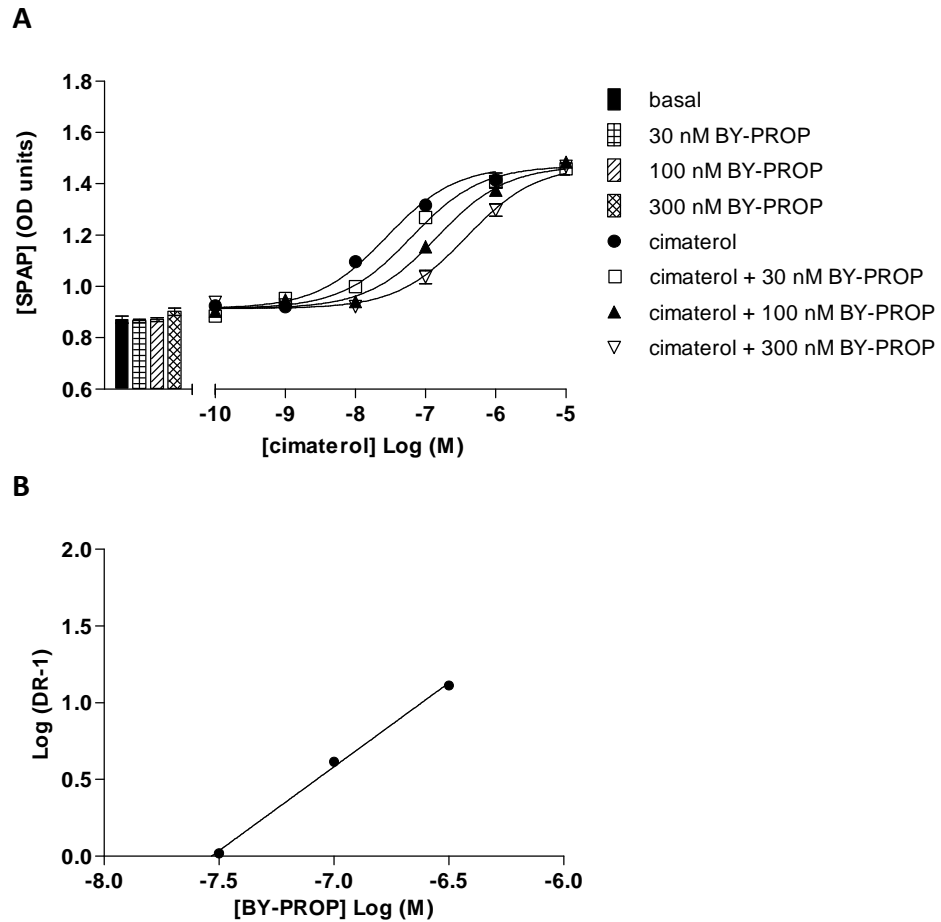 A
[SPAP] (OD units)
1.8
1.6
1.4
1.2
1.0
0.8
0.6
-10 -9 -8 -7 -6 -5
[cimaterol] Log (M)
basal
30 nM BY-PROP
100 nM BY-PROP
300 nM BY-PROP
cimaterol
cimaterol + 30 nM BY-PROP
cimaterol + 100 nM BY-PROP
cimaterol + 300 nM BY-PROP
B
Log (DR-1)
2.0
1.5
1.0
0.5
0.0
-8.0 -7.5 -7.0 -6.5 -6.0
[BY-PROP] Log (M)